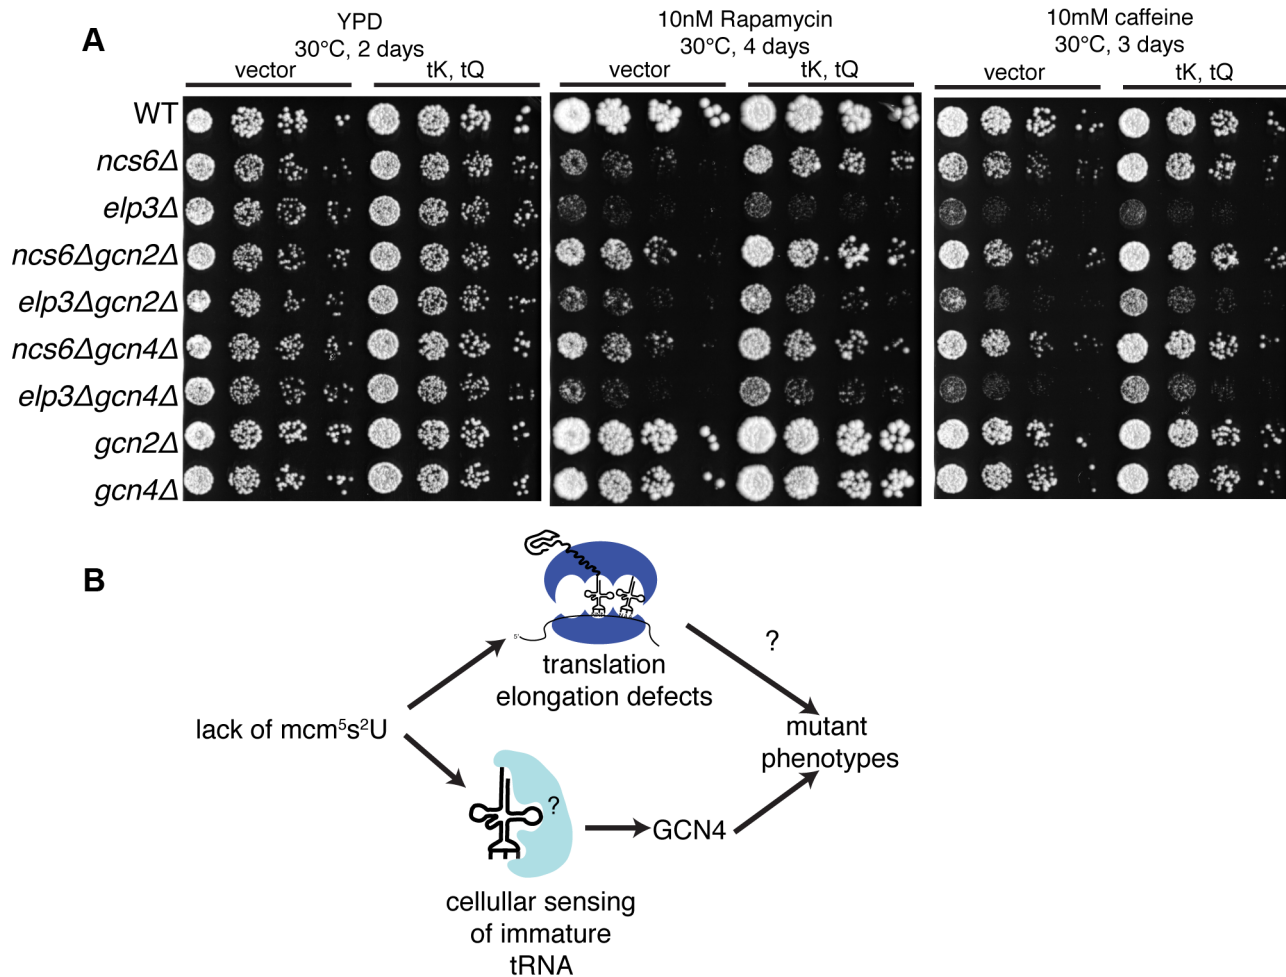 A
YPD
30°C, 2 days
vector
tK, tQ
10nM Rapamycin
30°C, 4 days
vector
tK, tQ
10mM caffeine
30°C, 3 days
vector
tK, tQ
WT
ncs6Δ
elp3Δ
ncs6Δgcn2Δ
elp3Δgcn2Δ
ncs6Δgcn4Δ
elp3Δgcn4Δ
gcn2Δ
gcn4Δ
B
5'
translation
elongation defects
?
lack of mcm⁵s²U
mutant
phenotypes
?
GCN4
cellullar sensing
of immature
tRNA